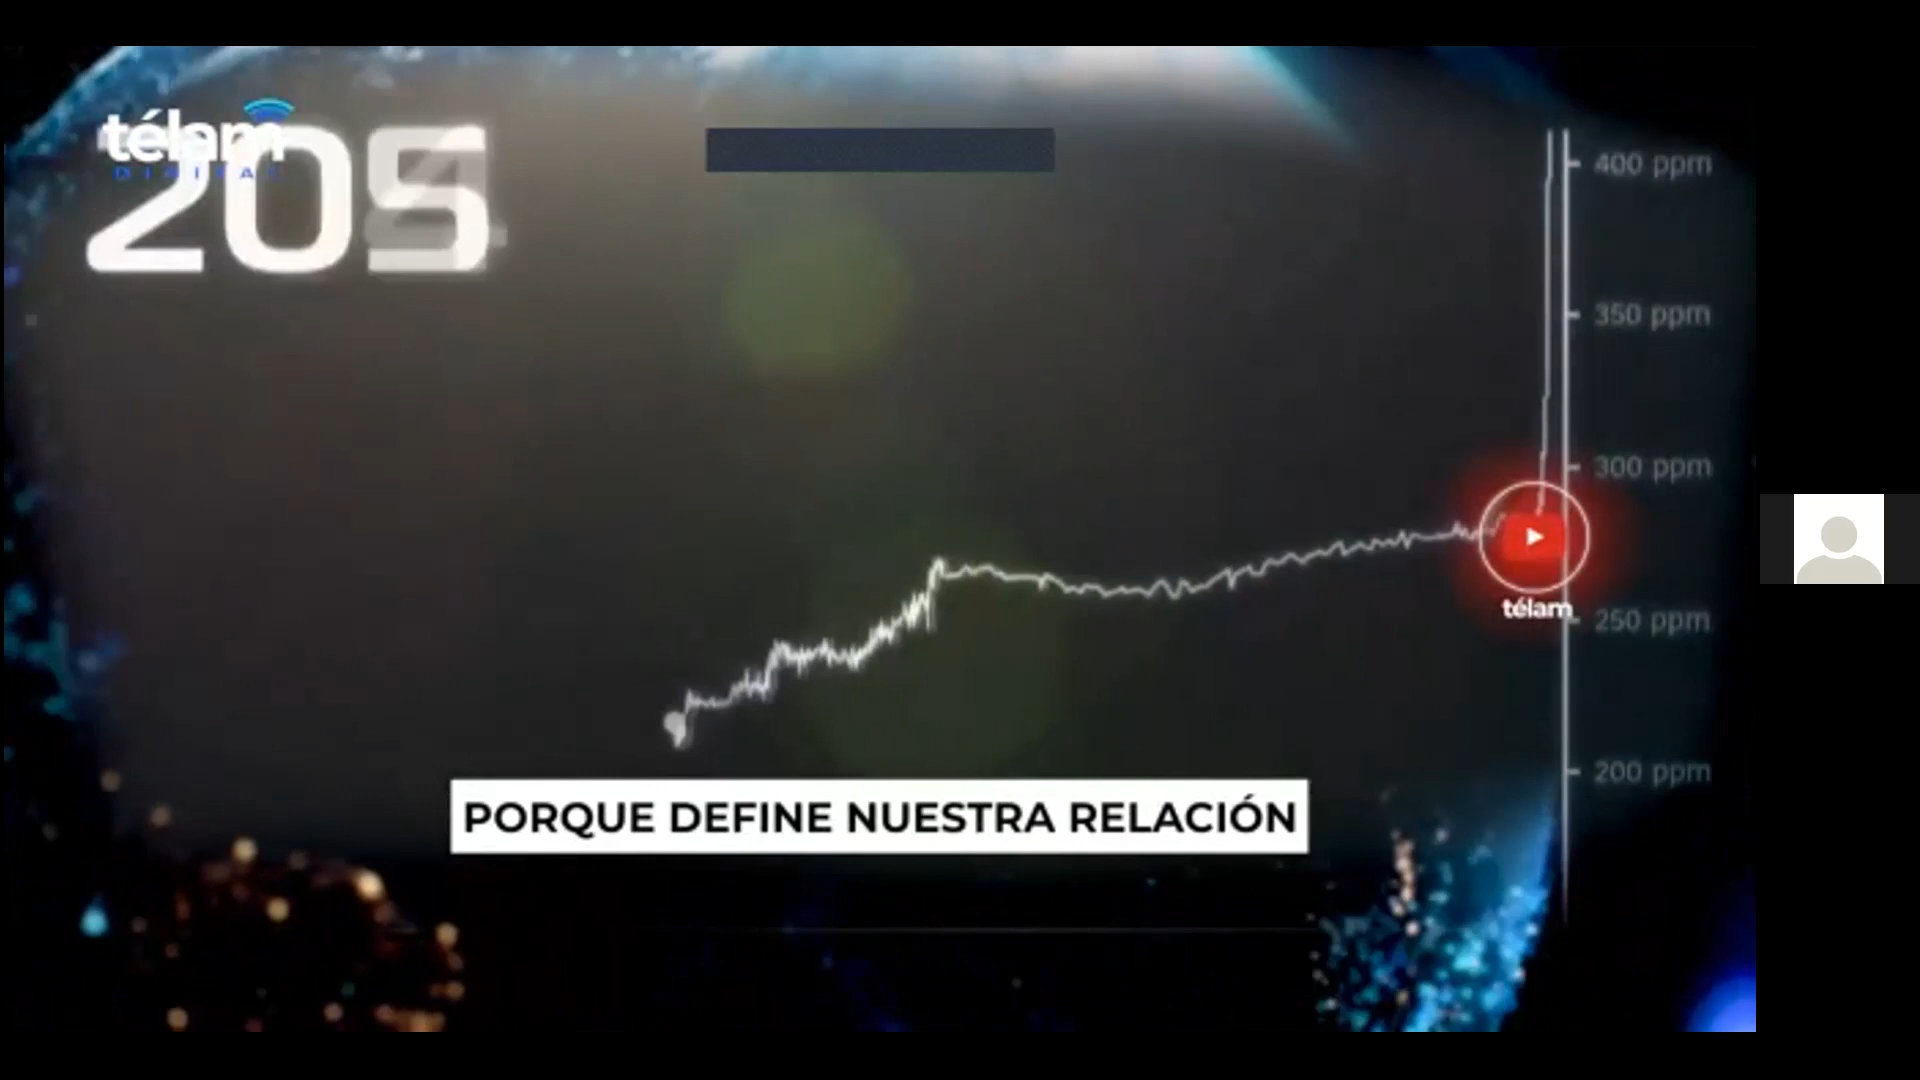 télam
DIGITAL
205
400 ppm
350 ppm
300 ppm
télam
250 ppm
200 ppm
PORQUE DEFINE NUESTRA RELACIÓN